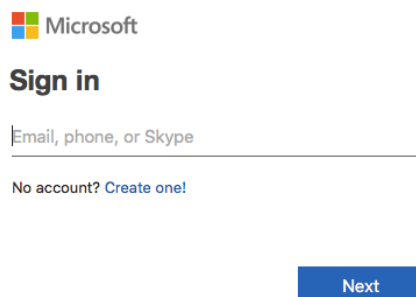 Microsoft
Sign in
Email, phone, or Skype
No account? Create one!
Next